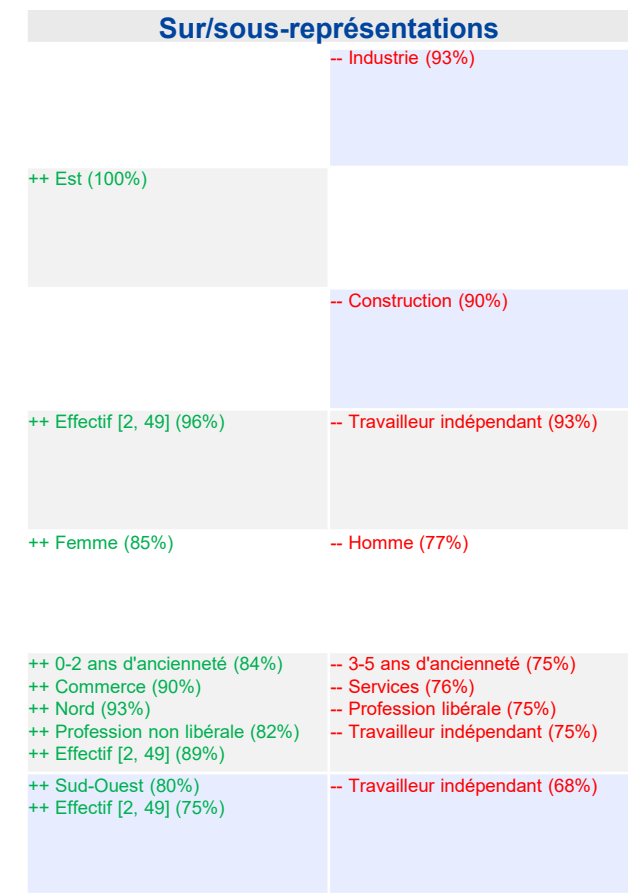 Sur/sous-représentations
-- Industrie (93%)
++ Est (100%)
-- Construction (90%)
++ Effectif [2, 49] (96%)
-- Travailleur indépendant (93%)
++ Femme (85%)
-- Homme (77%)
++ 0-2 ans d'ancienneté (84%)
++ Commerce (90%)
++ Nord (93%)
++ Profession non libérale (82%)
++ Effectif [2, 49] (89%)
-- 3-5 ans d'ancienneté (75%)
-- Services (76%)
-- Profession libérale (75%)
-- Travailleur indépendant (75%)
++ Sud-Ouest (80%)
++ Effectif [2, 49] (75%)
-- Travailleur indépendant (68%)